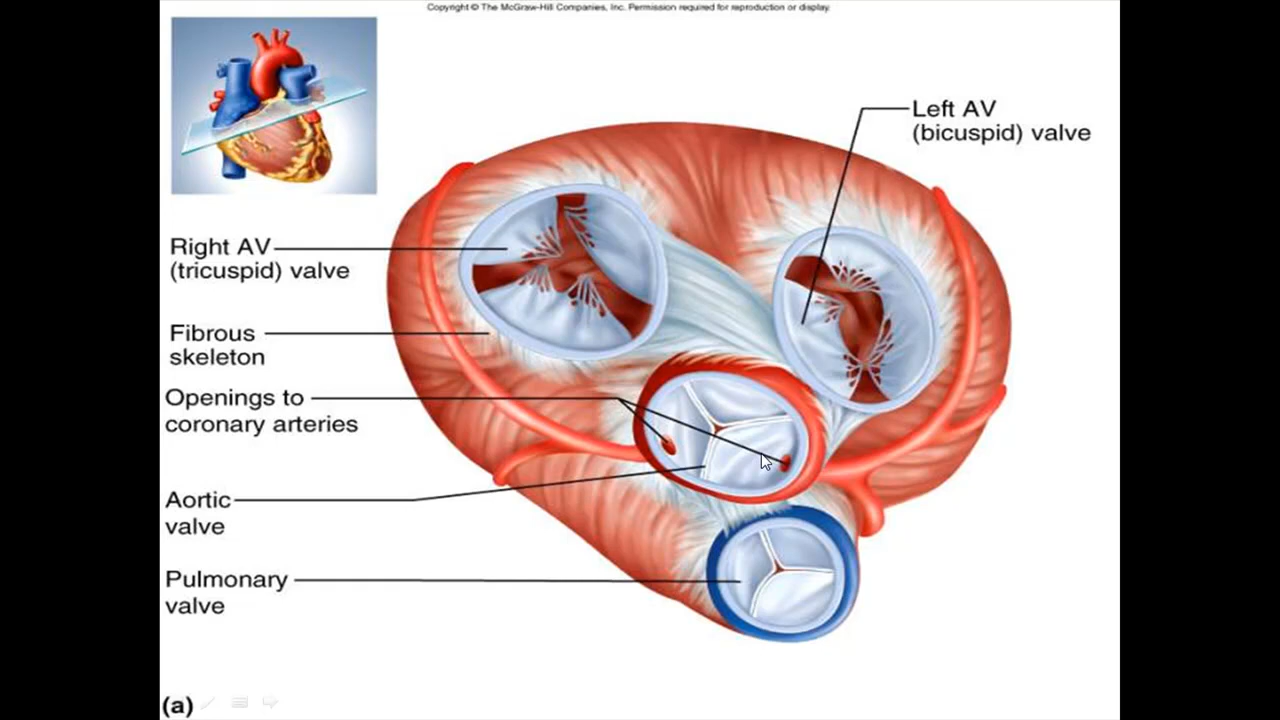 Copyright © The McGraw-Hill Companies, Inc. Permission required for reproduction or display.
Left AV
(bicuspid) valve
Right AV
(tricuspid) valve
Fibrous
skeleton
Openings to
coronary arteries
Aortic
valve
Pulmonary
valve
(a)